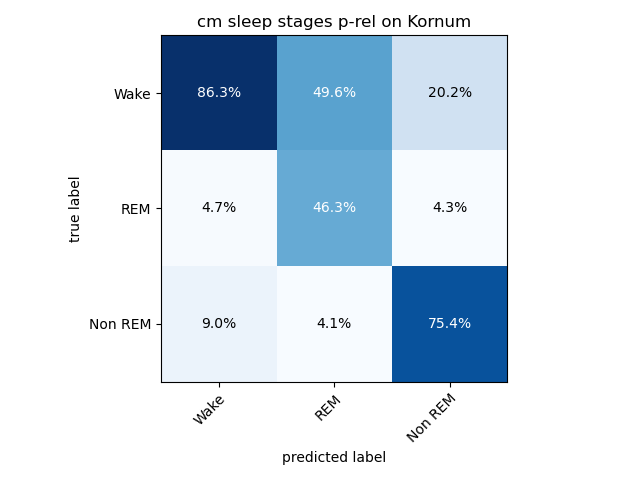 cm sleep stages p-rel on Kornum
Wake 86.3% 49.6% 20.2%
REM 4.7% 46.3% 4.3%
Non REM 9.0% 4.1% 75.4%
true label
Wake REM Non REM
predicted label